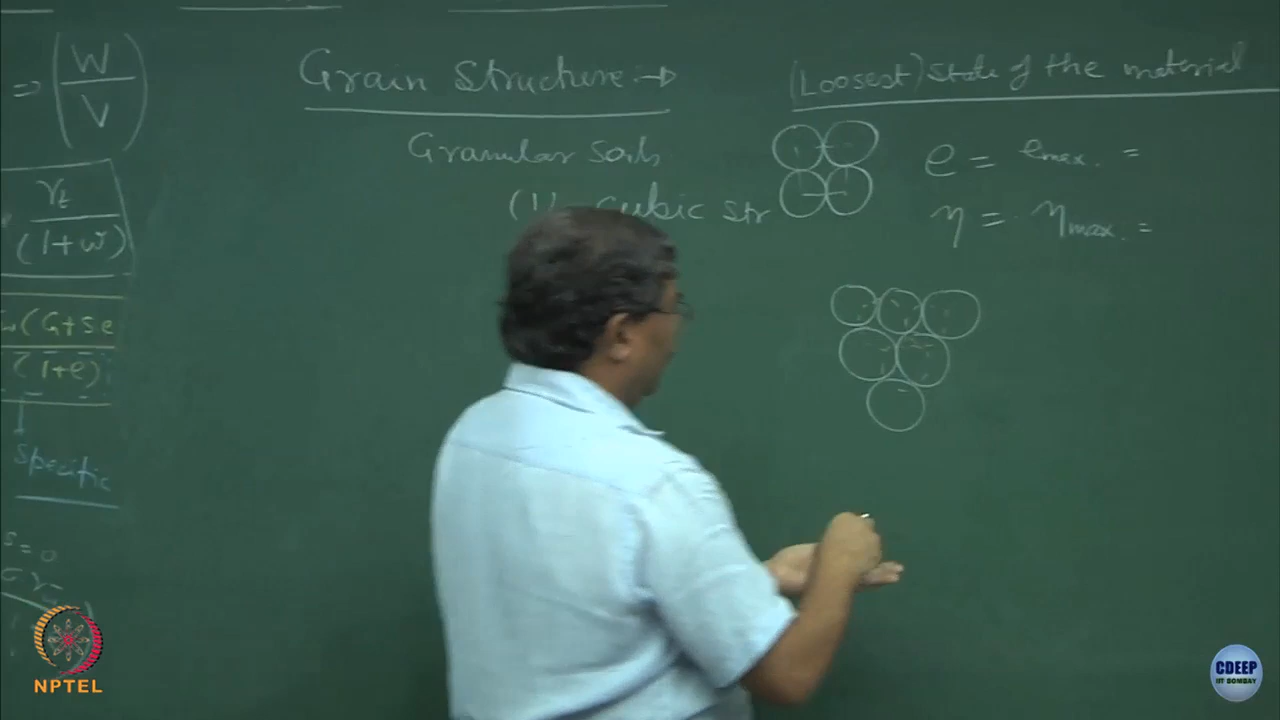 => (W/V)
γt/(1+w)
(G+Se
(1+e)
Specific
S=0
Grain Structure:→
Granular Soils
(1) cubic str
(Loosest) State of the material
e = emax. =
η = ηmax. =
NPTEL
CDEEP
IIT BOMBAY